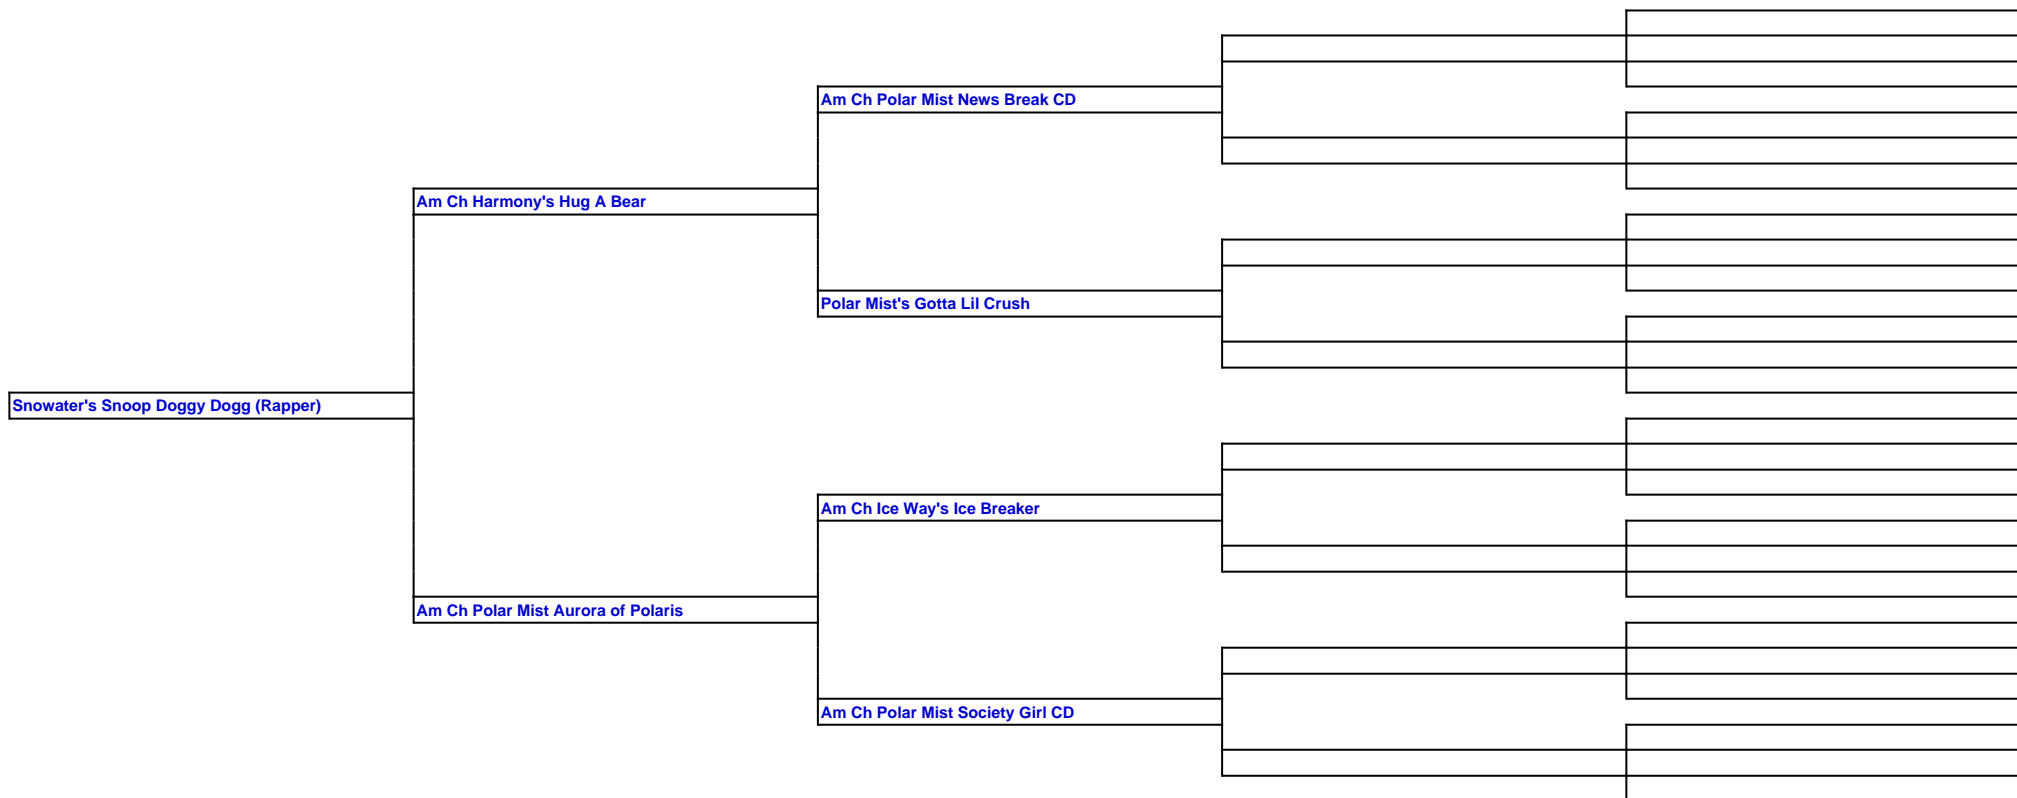 Am Ch Polar Mist News Break CD
Am Ch Harmony's Hug A Bear
Polar Mist's Gotta Lil Crush
Snowater's Snoop Doggy Dogg (Rapper)
Am Ch Ice Way's Ice Breaker
Am Ch Polar Mist Aurora of Polaris
Am Ch Polar Mist Society Girl CD